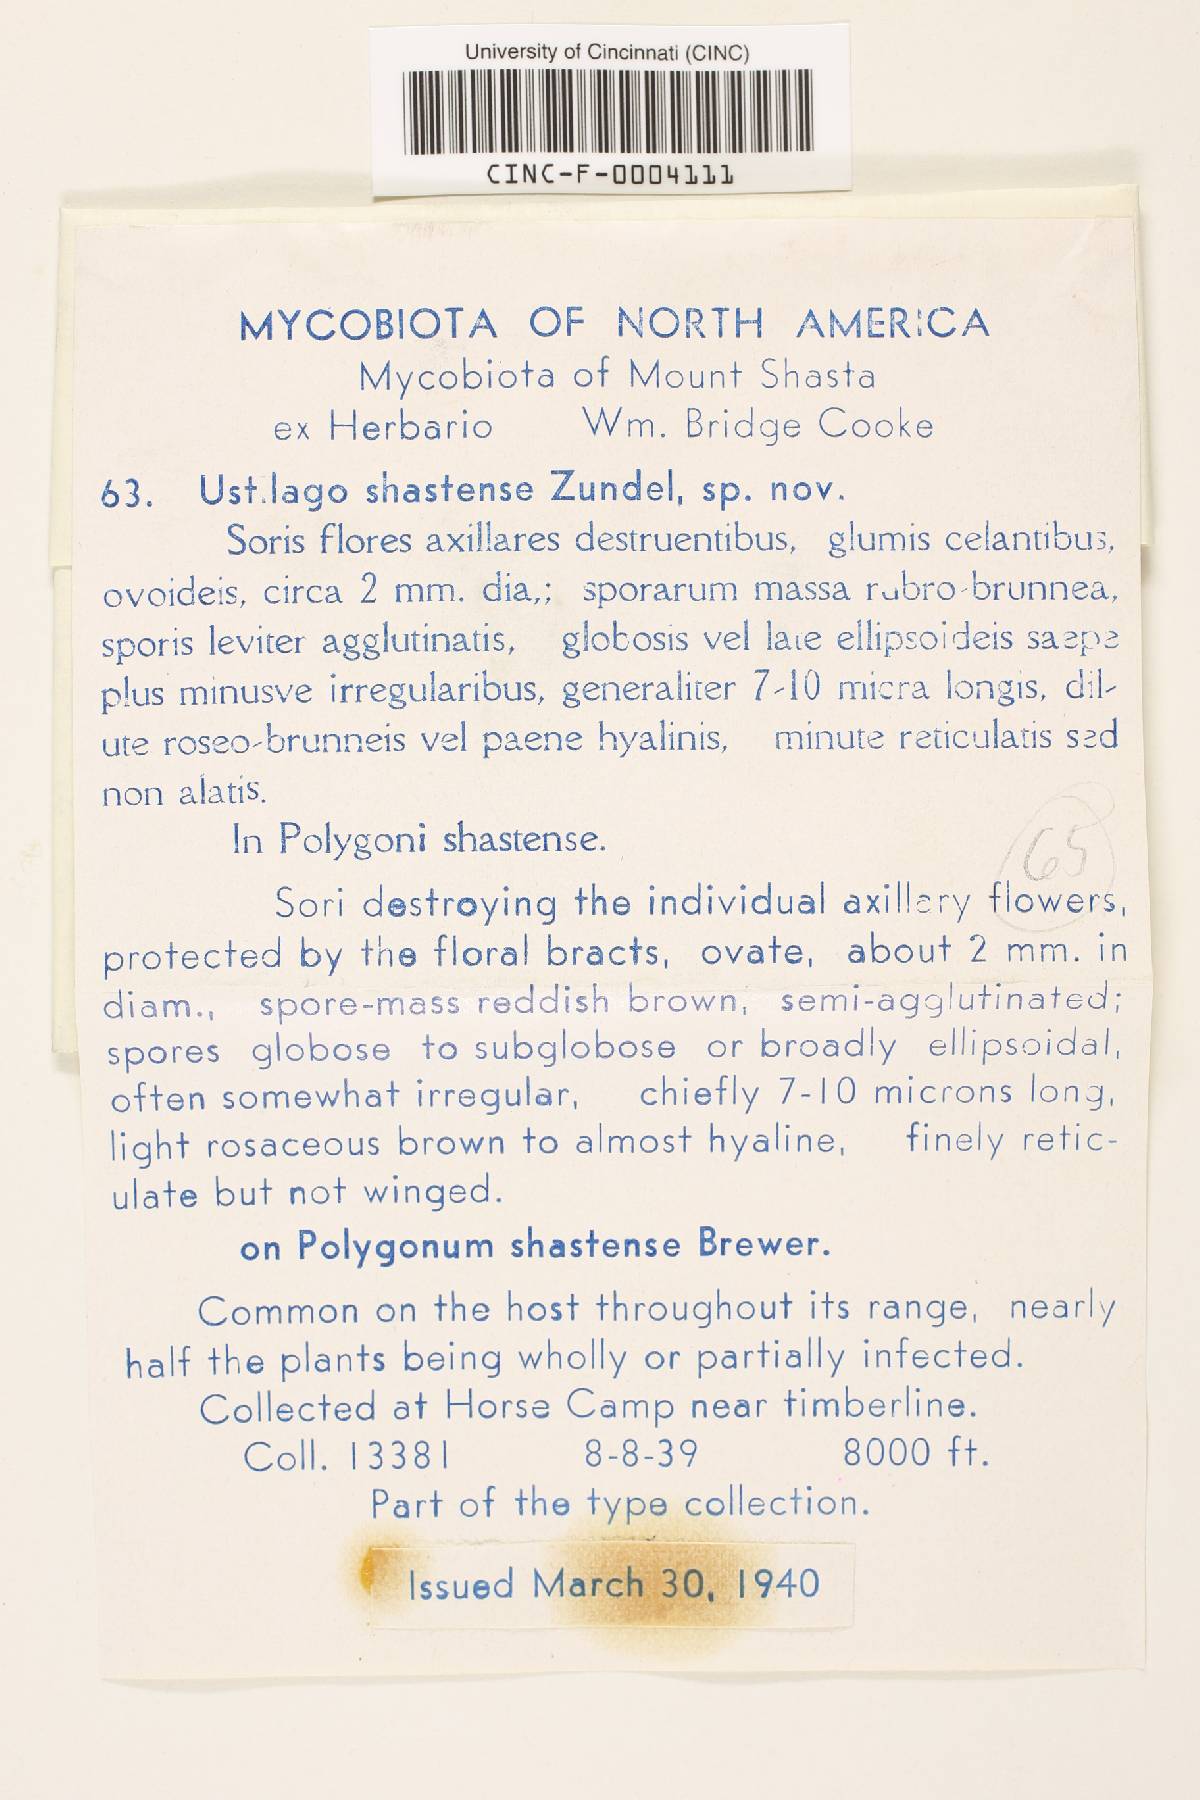 University of Cincinnati (CINC)
CINC-F-0004111
MYCOBIOTA OF NORTH AMERICA
Mycobiota of Mount Shasta
ex Herbario Wm. Bridge Cooke
63. Ustilago shastense Zundel, sp. nov.
Soris flores axillares destruentibus, glumis celantibus,
ovoideis, circa 2 mm. dia,; sporarum massa rubro-brunnea,
sporis leviter agglutinatis, globosis vel late ellipsoideis saepe
plus minusve irregularibus, generaliter 7-10 micra longis, dil-
ute roseo-brunneis vel paene hyalinis, minute reticulatis sed
non alatis.
In Polygoni shastense.
65
Sori destroying the individual axillary flowers,
protected by the floral bracts, ovate, about 2 mm. in
diam., spore-mass reddish brown, semi-agglutinated;
spores globose to subglobose or broadly ellipsoidal,
often somewhat irregular, chiefly 7-10 microns long,
light rosaceous brown to almost hyaline, finely retic-
ulate but not winged.
on Polygonum shastense Brewer.
Common on the host throughout its range, nearly
half the plants being wholly or partially infected.
Collected at Horse Camp near timberline.
Coll. 13381 8-8-39 8000 ft.
Part of the type collection.
Issued March 30, 1940